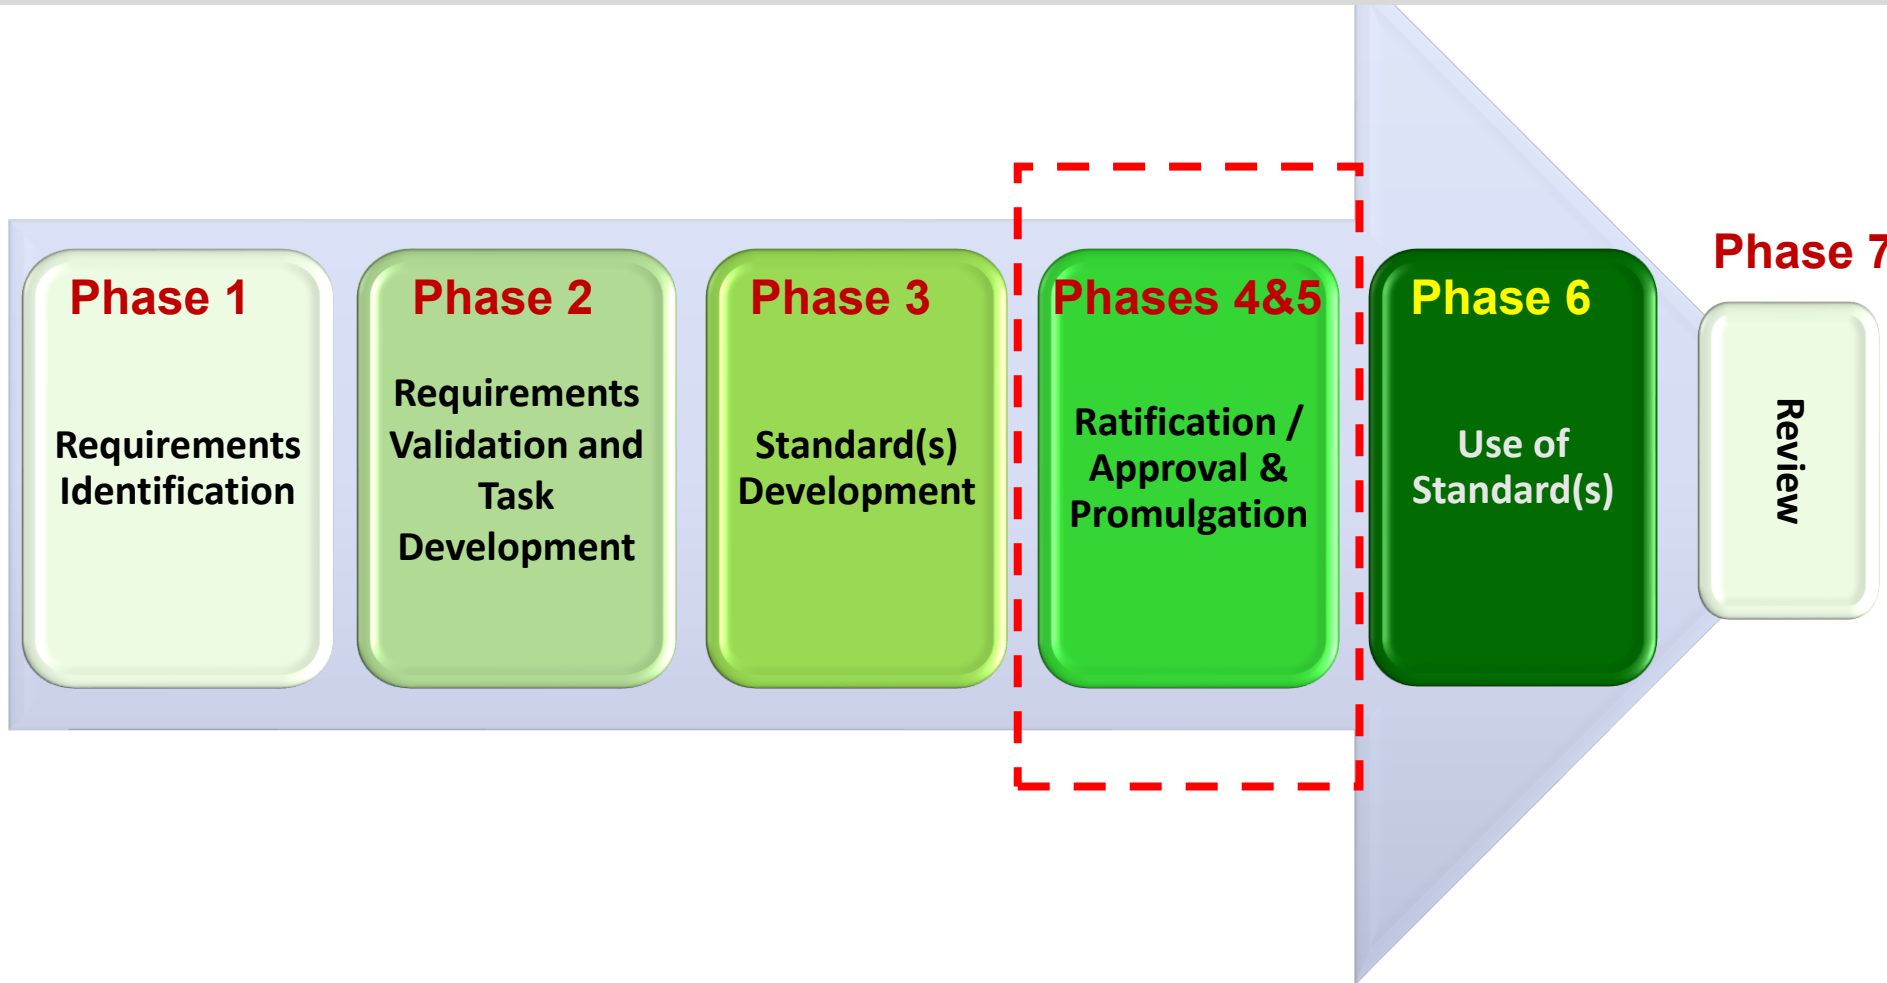 Phase 1
Requirements
Identification
Phase 2
Requirements
Validation and
Task
Development
Phase 3
Standard(s)
Development
Phases 4&5
Ratification /
Approval &
Promulgation
Phase 6
Use of
Standard(s)
Phase 7
Review